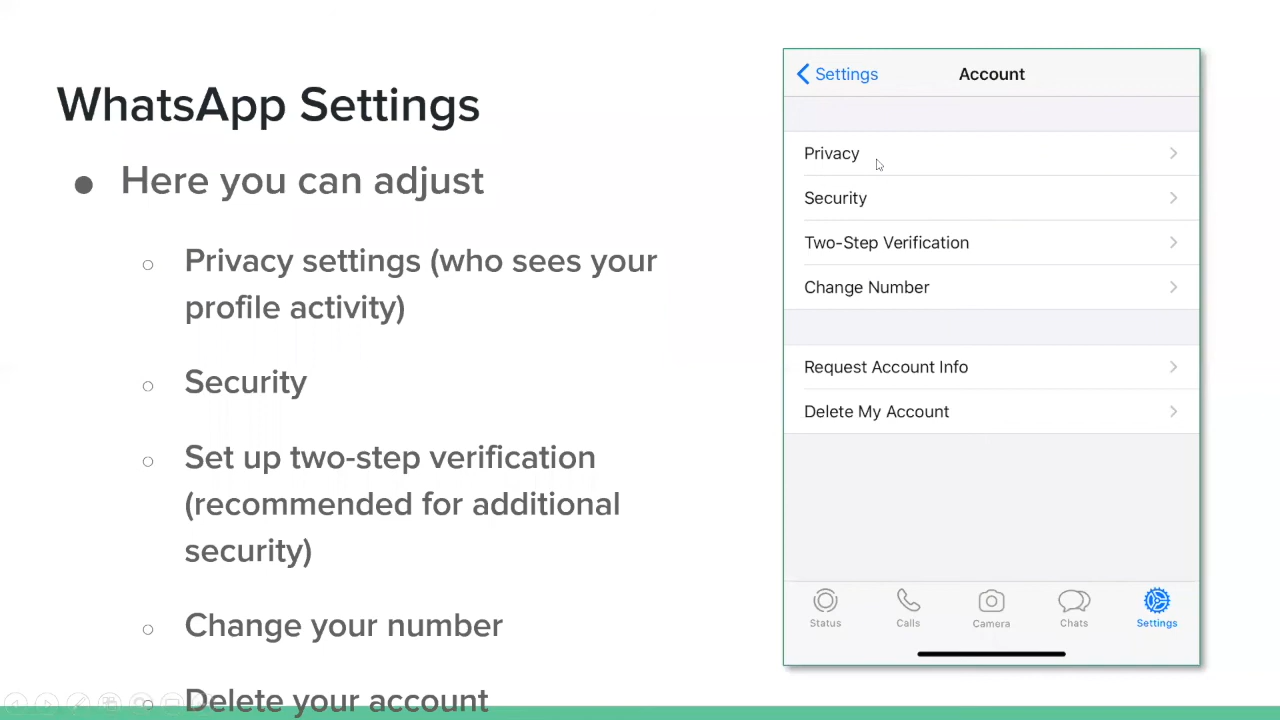 WhatsApp Settings
● Here you can adjust
○ Privacy settings (who sees your
profile activity)
○ Security
○ Set up two-step verification
(recommended for additional
security)
○ Change your number
○ Delete your account
Settings
Account
Privacy
Security
Two-Step Verification
Change Number
Request Account Info
Delete My Account
Status
Calls
Camera
Chats
Settings